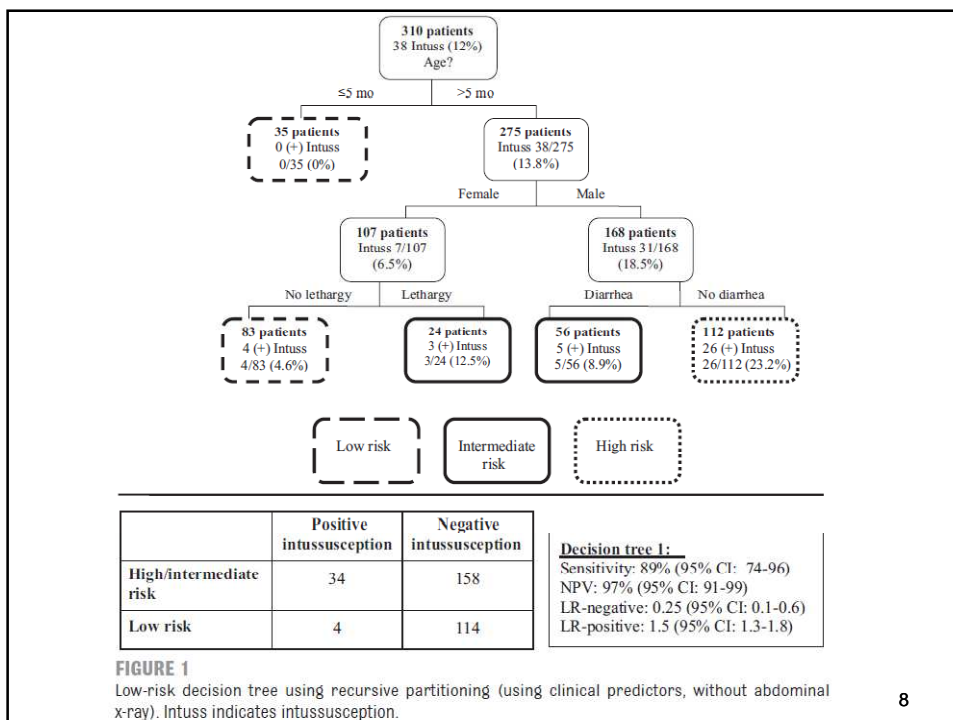 310 patients
38 Intuss (12%)
Age?
≤5 mo
>5 mo
35 patients
0 (+) Intuss
0/35 (0%)
275 patients
Intuss 38/275
(13.8%)
Female
Male
107 patients
Intuss 7/107
(6.5%)
168 patients
Intuss 31/168
(18.5%)
No lethargy
Lethargy
Diarrhea
No diarrhea
83 patients
4 (+) Intuss
4/83 (4.6%)
24 patients
3 (+) Intuss
3/24 (12.5%)
56 patients
5 (+) Intuss
5/56 (8.9%)
112 patients
26 (+) Intuss
26/112 (23.2%)
Low risk
Intermediate
risk
High risk
Positive
intussusception
Negative
intussusception
High/intermediate
risk
34
158
Low risk
4
114
Decision tree 1:
Sensitivity: 89% (95% CI: 74-96)
NPV: 97% (95% CI: 91-99)
LR-negative: 0.25 (95% CI: 0.1-0.6)
LR-positive: 1.5 (95% CI: 1.3-1.8)
FIGURE 1
Low-risk decision tree using recursive partitioning (using clinical predictors, without abdominal
x-ray). Intuss indicates intussusception.
8